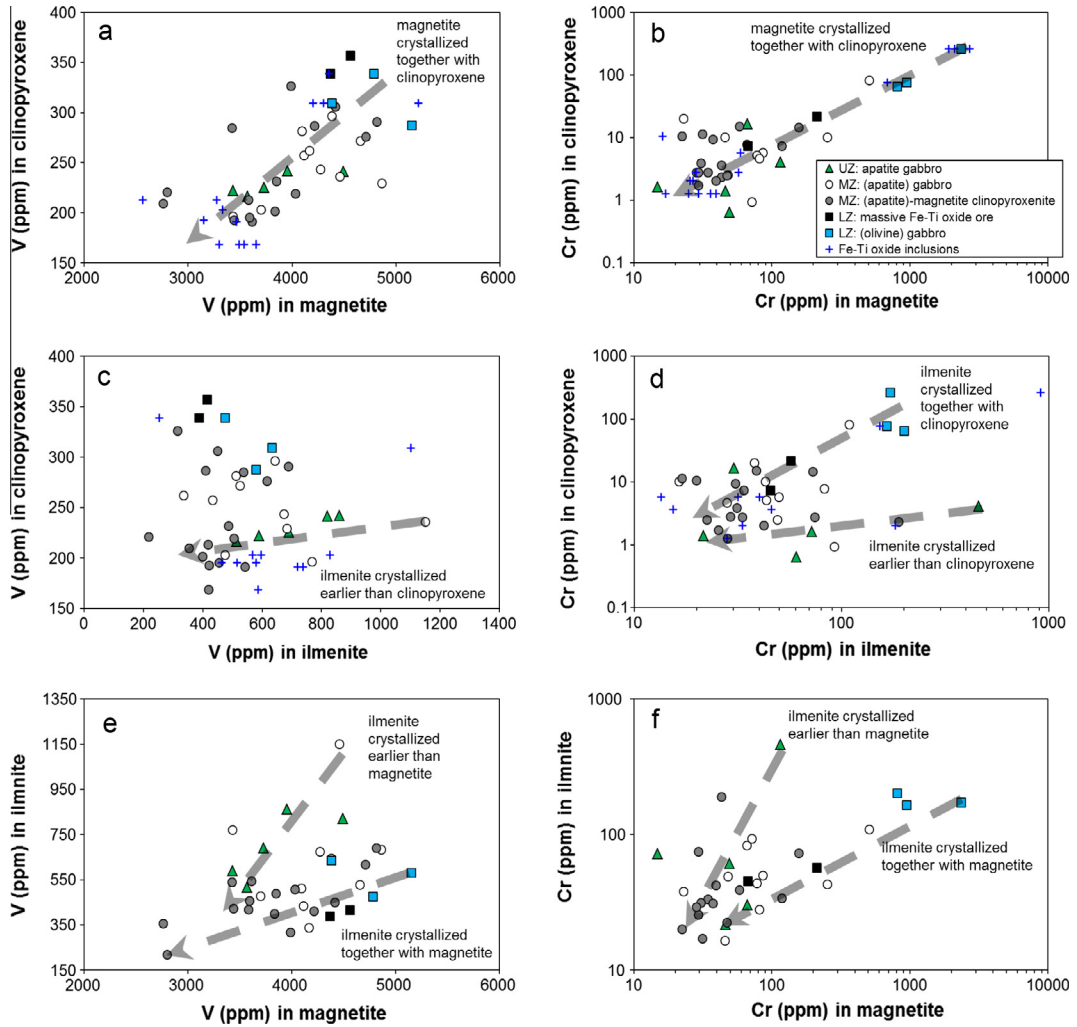 a
magnetite
crystallized
together with
clinopyroxene
400
350
300
250
200
150
V (ppm) in clinopyroxene
2000
3000
4000
5000
6000
V (ppm) in magnetite
b
magnetite crystallized
together with clinopyroxene
1000
100
10
1
0.1
Cr (ppm) in clinopyroxene
UZ: apatite gabbro
MZ: (apatite) gabbro
MZ: (apatite)-magnetite clinopyroxenite
LZ: massive Fe-Ti oxide ore
LZ: (olivine) gabbro
Fe-Ti oxide inclusions
10
100
1000
10000
Cr (ppm) in magnetite
c
400
350
300
250
200
150
V (ppm) in clinopyroxene
ilmenite crystallized
earlier than clinopyroxene
0
200
400
600
800
1000
1200
1400
V (ppm) in ilmenite
d
ilmenite
crystallized
together with
clinopyroxene
1000
100
10
1
0.1
Cr (ppm) in clinopyroxene
ilmenite crystallized
earlier than clinopyroxene
10
100
1000
Cr (ppm) in ilmenite
e
ilmenite
crystallized
earlier than
magnetite
1350
1150
950
750
550
350
150
V (ppm) in ilmnite
ilmenite crystallized
together with magnetite
2000
3000
4000
5000
6000
V (ppm) in magnetite
f
ilmenite crystallized
earlier than magnetite
1000
100
10
Cr (ppm) in ilmnite
ilmenite crystallized
together with magnetite
10
100
1000
10000
Cr (ppm) in magnetite